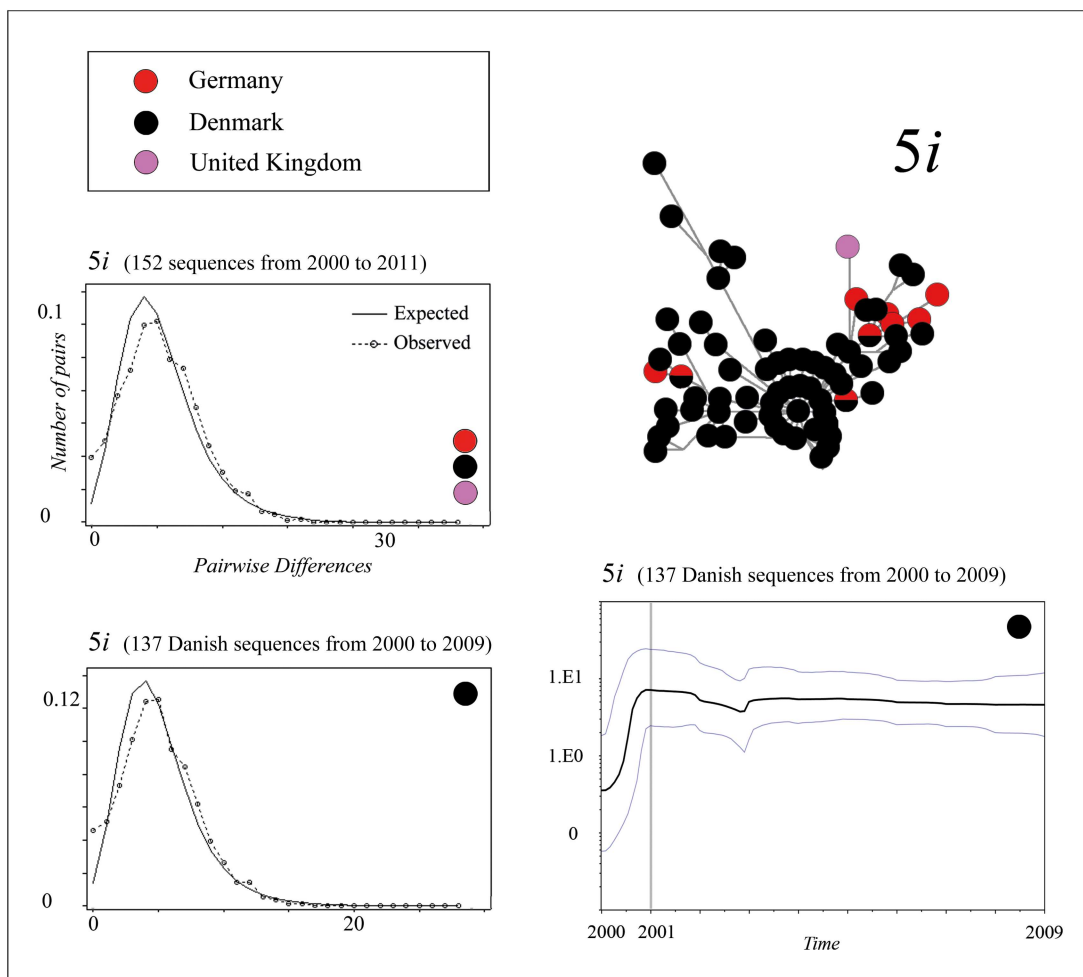 Germany
Denmark
United Kingdom
5i
5i (152 sequences from 2000 to 2011)
0.1
0
Number of pairs
Expected
Observed
0
30
Pairwise Differences
5i (137 Danish sequences from 2000 to 2009)
0.12
0
0
20
5i (137 Danish sequences from 2000 to 2009)
1.E1
1.E0
0
2000
2001
2009
Time